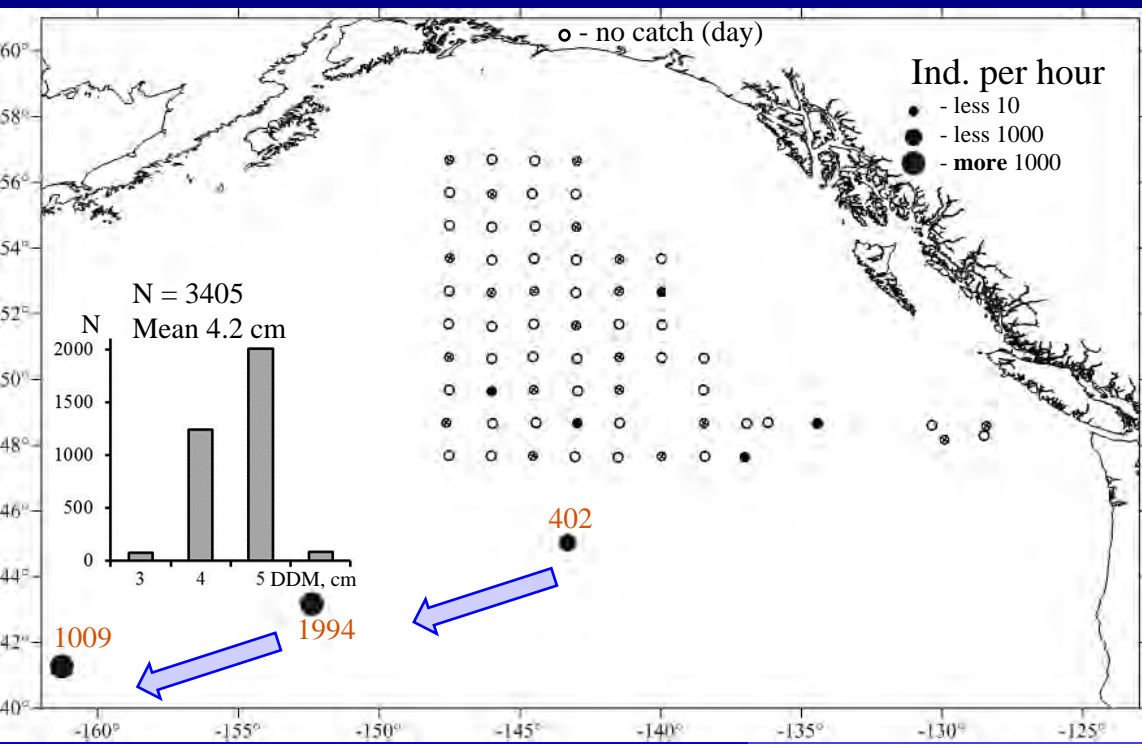 - no catch (day)
Ind. per hour
- less 10
- less 1000
- more 1000
60°
58°
56°
54°
52°
50°
48°
46°
44°
42°
40°
N = 3405
Mean 4.2 cm
N
2000
1500
1000
500
0
3 4 5 DDM, cm
402
1994
1009
-160° -155° -150° -145° -140° -135° -130° -125°